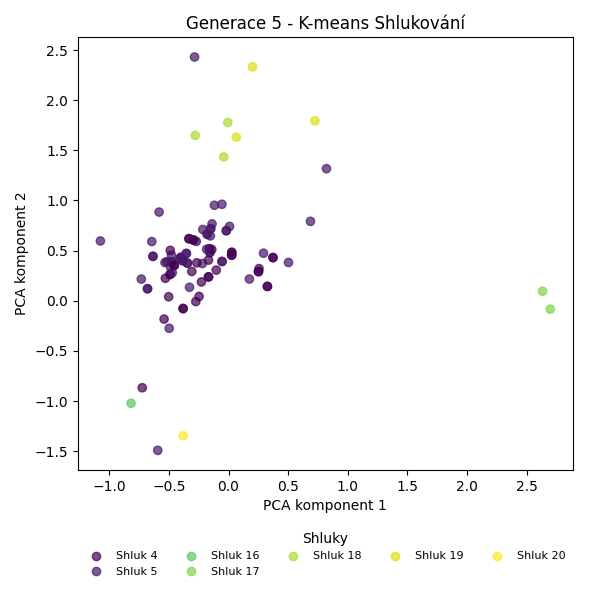 Generace 5 - K-means Shlukování
2.5
2.0
1.5
1.0
0.5
0.0
−0.5
−1.0
−1.5
PCA komponent 2
−1.0 −0.5 0.0 0.5 1.0 1.5 2.0 2.5
PCA komponent 1
Shluky
Shluk 4 Shluk 16 Shluk 18 Shluk 19 Shluk 20
Shluk 5 Shluk 17